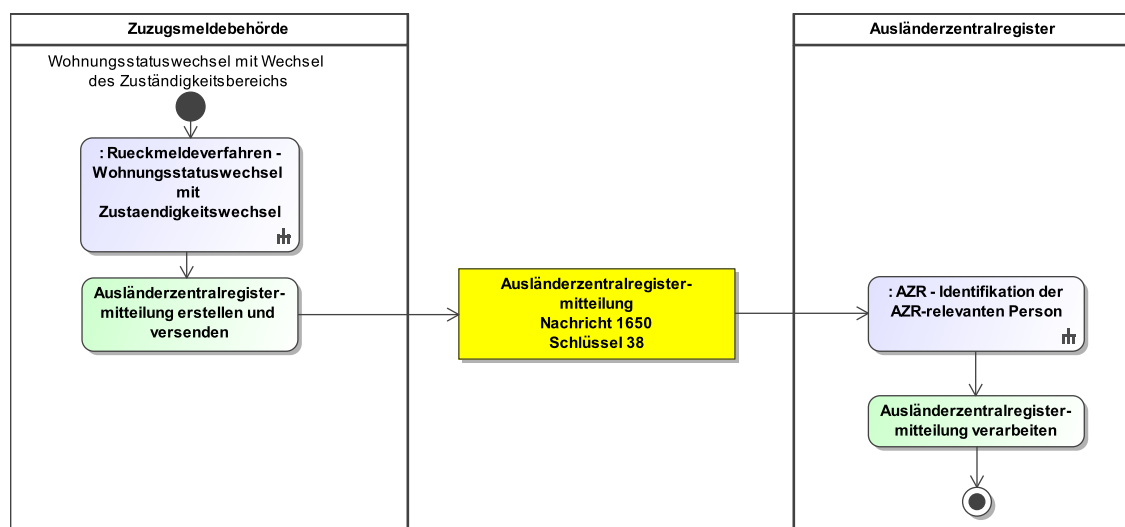 Zuzugsmeldebehörde
Wohnungsstatuswechsel mit Wechsel
des Zuständigkeitsbereichs
: Rueckmeldeverfahren -
Wohnungsstatuswechsel
mit
Zustaendigkeitswechsel
Ausländerzentralregister-
mitteilung erstellen und
versenden
Ausländerzentralregister-
mitteilung
Nachricht 1650
Schlüssel 38
Ausländerzentralregister
: AZR - Identifikation der
AZR-relevanten Person
Ausländerzentralregister-
mitteilung verarbeiten